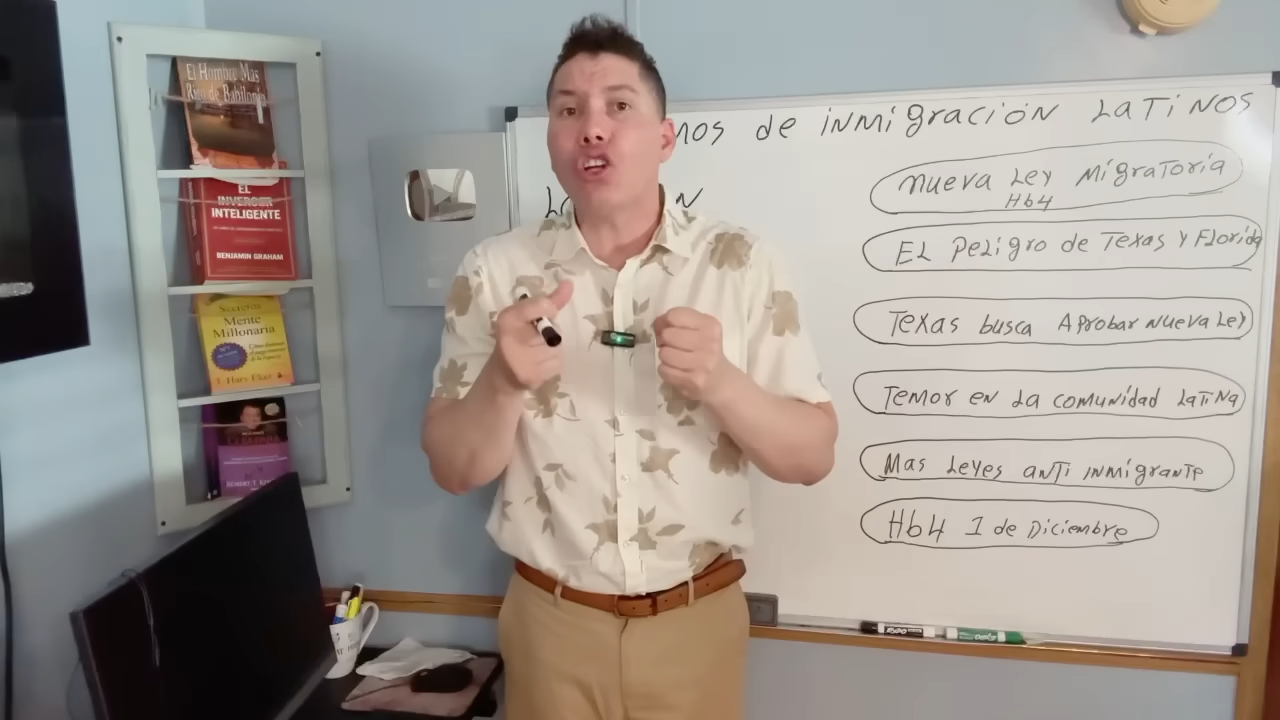 El Hombre Mas
Rico de Babilonia
EL
INVERSOR
INTELIGENTE
BENJAMIN GRAHAM
Secretos
Mente
Millonaria
T. Harv Eker
nos de inmigración Latinos
nueva Ley Migratoria
Hb4
EL Peligro de Texas Y Florida
Texas busca Aprobar nueva Ley
Temor en La comunidad Latina
Mas Leyes anti inmigrante
Hb4 1 de Diciembre